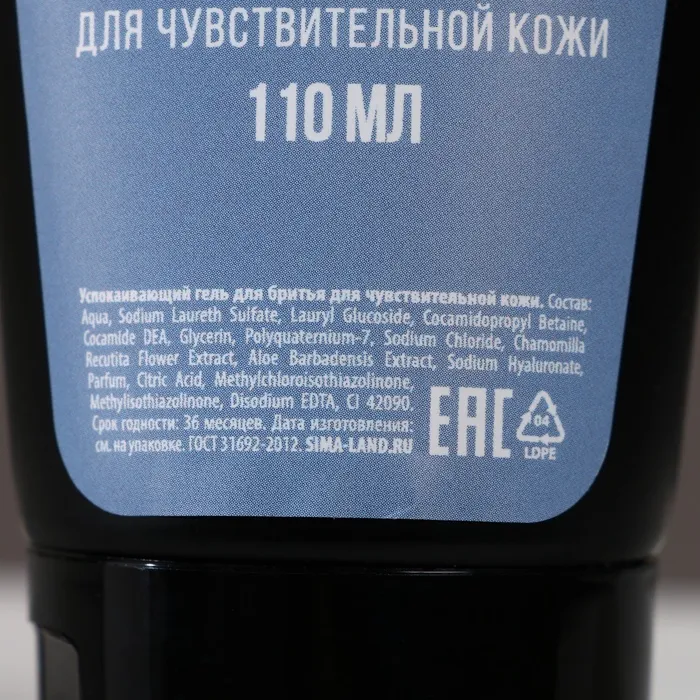 ДЛЯ ЧУВСТВИТЕЛЬНОЙ КОЖИ
110 МЛ
Успокаивающий гель для бритья для чувствительной кожи. Состав:
Aqua, Sodium Laureth Sulfate, Lauryl Glucoside, Cocamidopropyl Betaine,
Cocamide DEA, Glycerin, Polyquaternium-7, Sodium Chloride, Chamomilla
Recutita Flower Extract, Aloe Barbadensis Extract, Sodium Hyaluronate,
Parfum, Citric Acid, Methylchloroisothiazolinone,
Methylisothiazolinone, Disodium EDTA, CI 42090.
Срок годности: 36 месяцев. Дата изготовления:
см. на упаковке. ГОСТ 31692-2012. SIMA-LAND.RU
EAC
04
LDPE